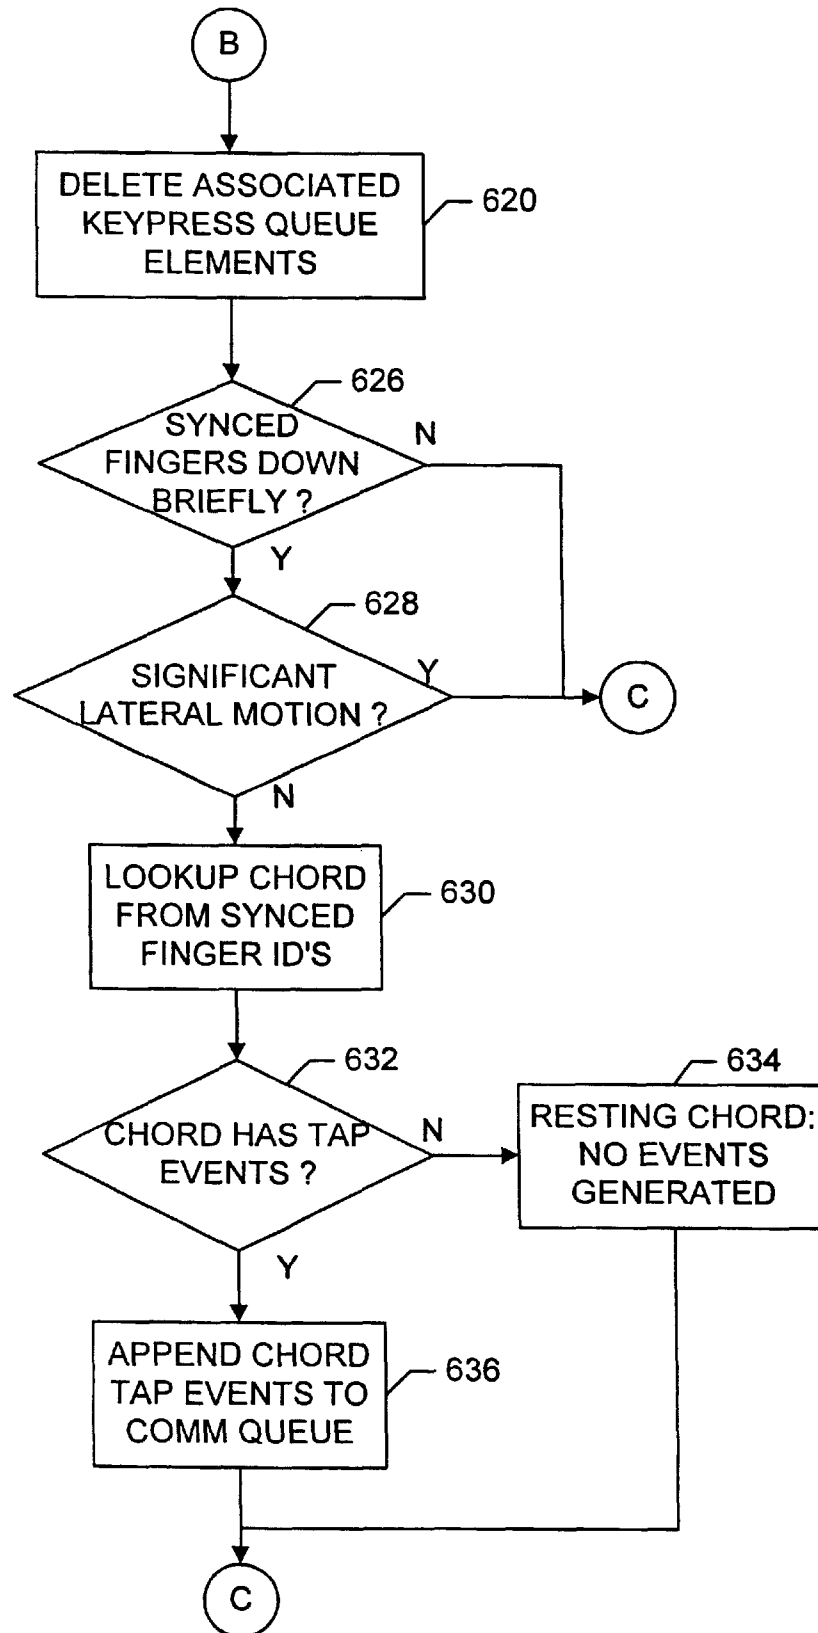 B
DELETE ASSOCIATED
KEYPRESS QUEUE
ELEMENTS
620
626
SYNCED
FINGERS DOWN
BRIEFLY ?
N
Y
628
SIGNIFICANT
LATERAL MOTION ?
Y
C
N
LOOKUP CHORD
FROM SYNCED
FINGER ID'S
630
632
CHORD HAS TAP
EVENTS ?
N
634
RESTING CHORD:
NO EVENTS
GENERATED
Y
APPEND CHORD
TAP EVENTS TO
COMM QUEUE
636
C